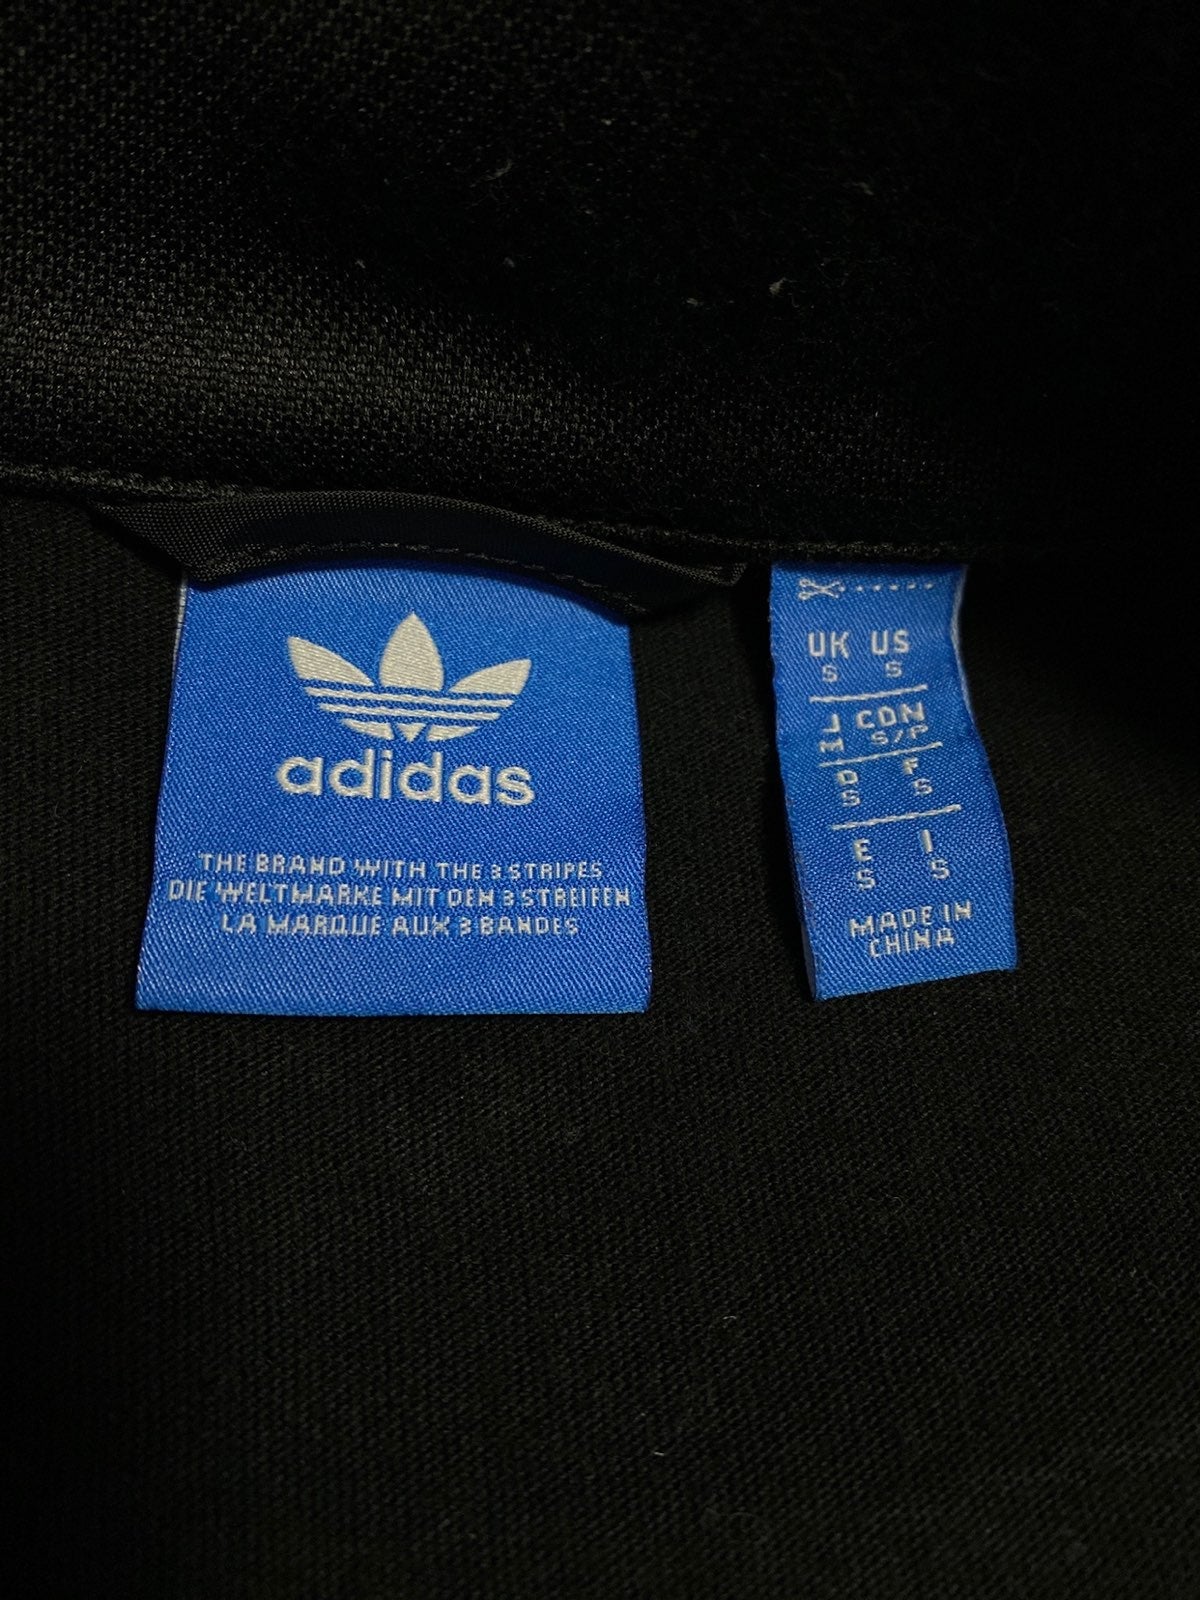 adidas
THE BRAND WITH THE 3 STRIPES
DIE WELTMARKE MIT DEN 3 STREIFEN
LA MARQUE AUX 3 BANDES
UK US
S S
J CDN
M S/P
D F
S S
E I
S S
MADE IN
CHINA